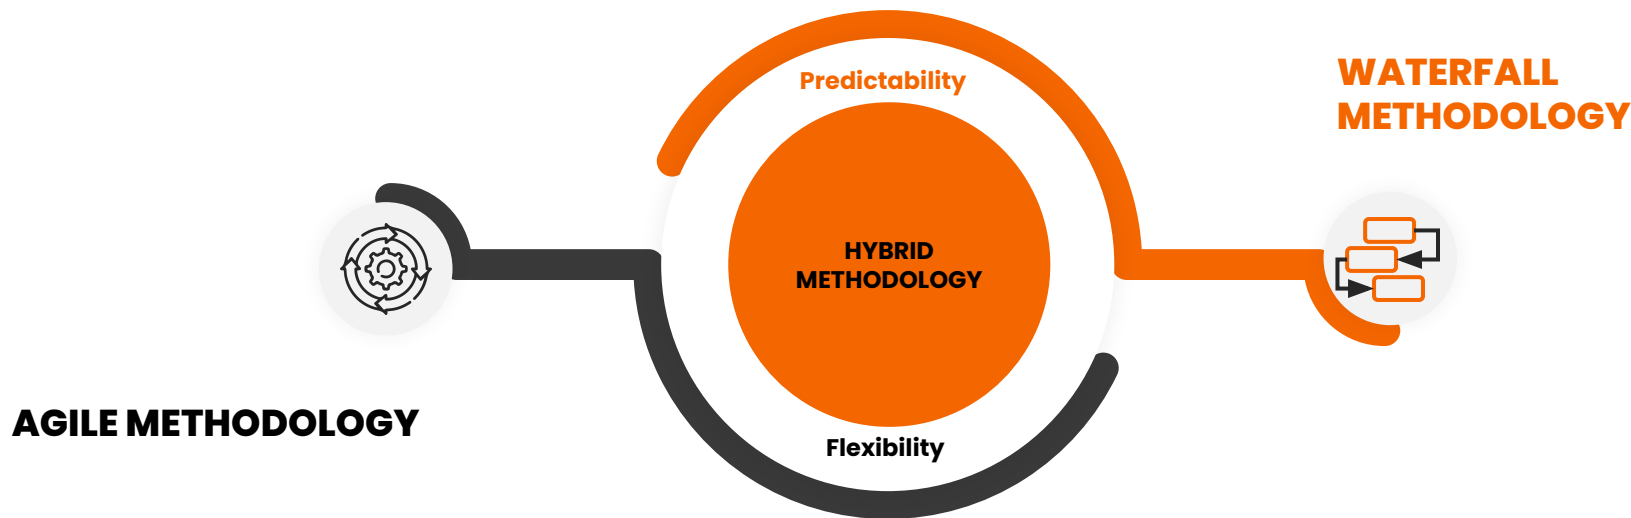 Predictability
WATERFALL
METHODOLOGY
HYBRID
METHODOLOGY
AGILE METHODOLOGY
Flexibility